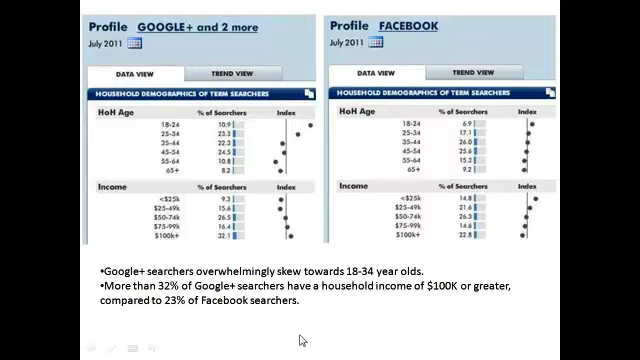 Profile GOOGLE+ and 2 more
July 2011
DATA VIEW TREND VIEW
HOUSEHOLD DEMOGRAPHICS OF TERM SEARCHERS
HoH Age % of Searchers Index
18-24 10.9
25-34 23.3
35-44 22.3
45-54 24.5
55-64 10.8
65+ 8.2
Income % of Searchers Index
<$25k 9.3
$25-49k 15.6
$50-74k 26.5
$75-99k 16.4
$100k+ 32.1
Profile FACEBOOK
July 2011
DATA VIEW TREND VIEW
HOUSEHOLD DEMOGRAPHICS OF TERM SEARCHERS
HoH Age % of Searchers Index
18-24 6.9
25-34 17.1
35-44 26.0
45-54 25.6
55-64 15.3
65+ 9.2
Income % of Searchers Index
<$25k 14.8
$25-49k 21.6
$50-74k 26.3
$75-99k 14.6
$100k+ 22.8
•Google+ searchers overwhelmingly skew towards 18-34 year olds.
•More than 32% of Google+ searchers have a household income of $100K or greater,
compared to 23% of Facebook searchers.